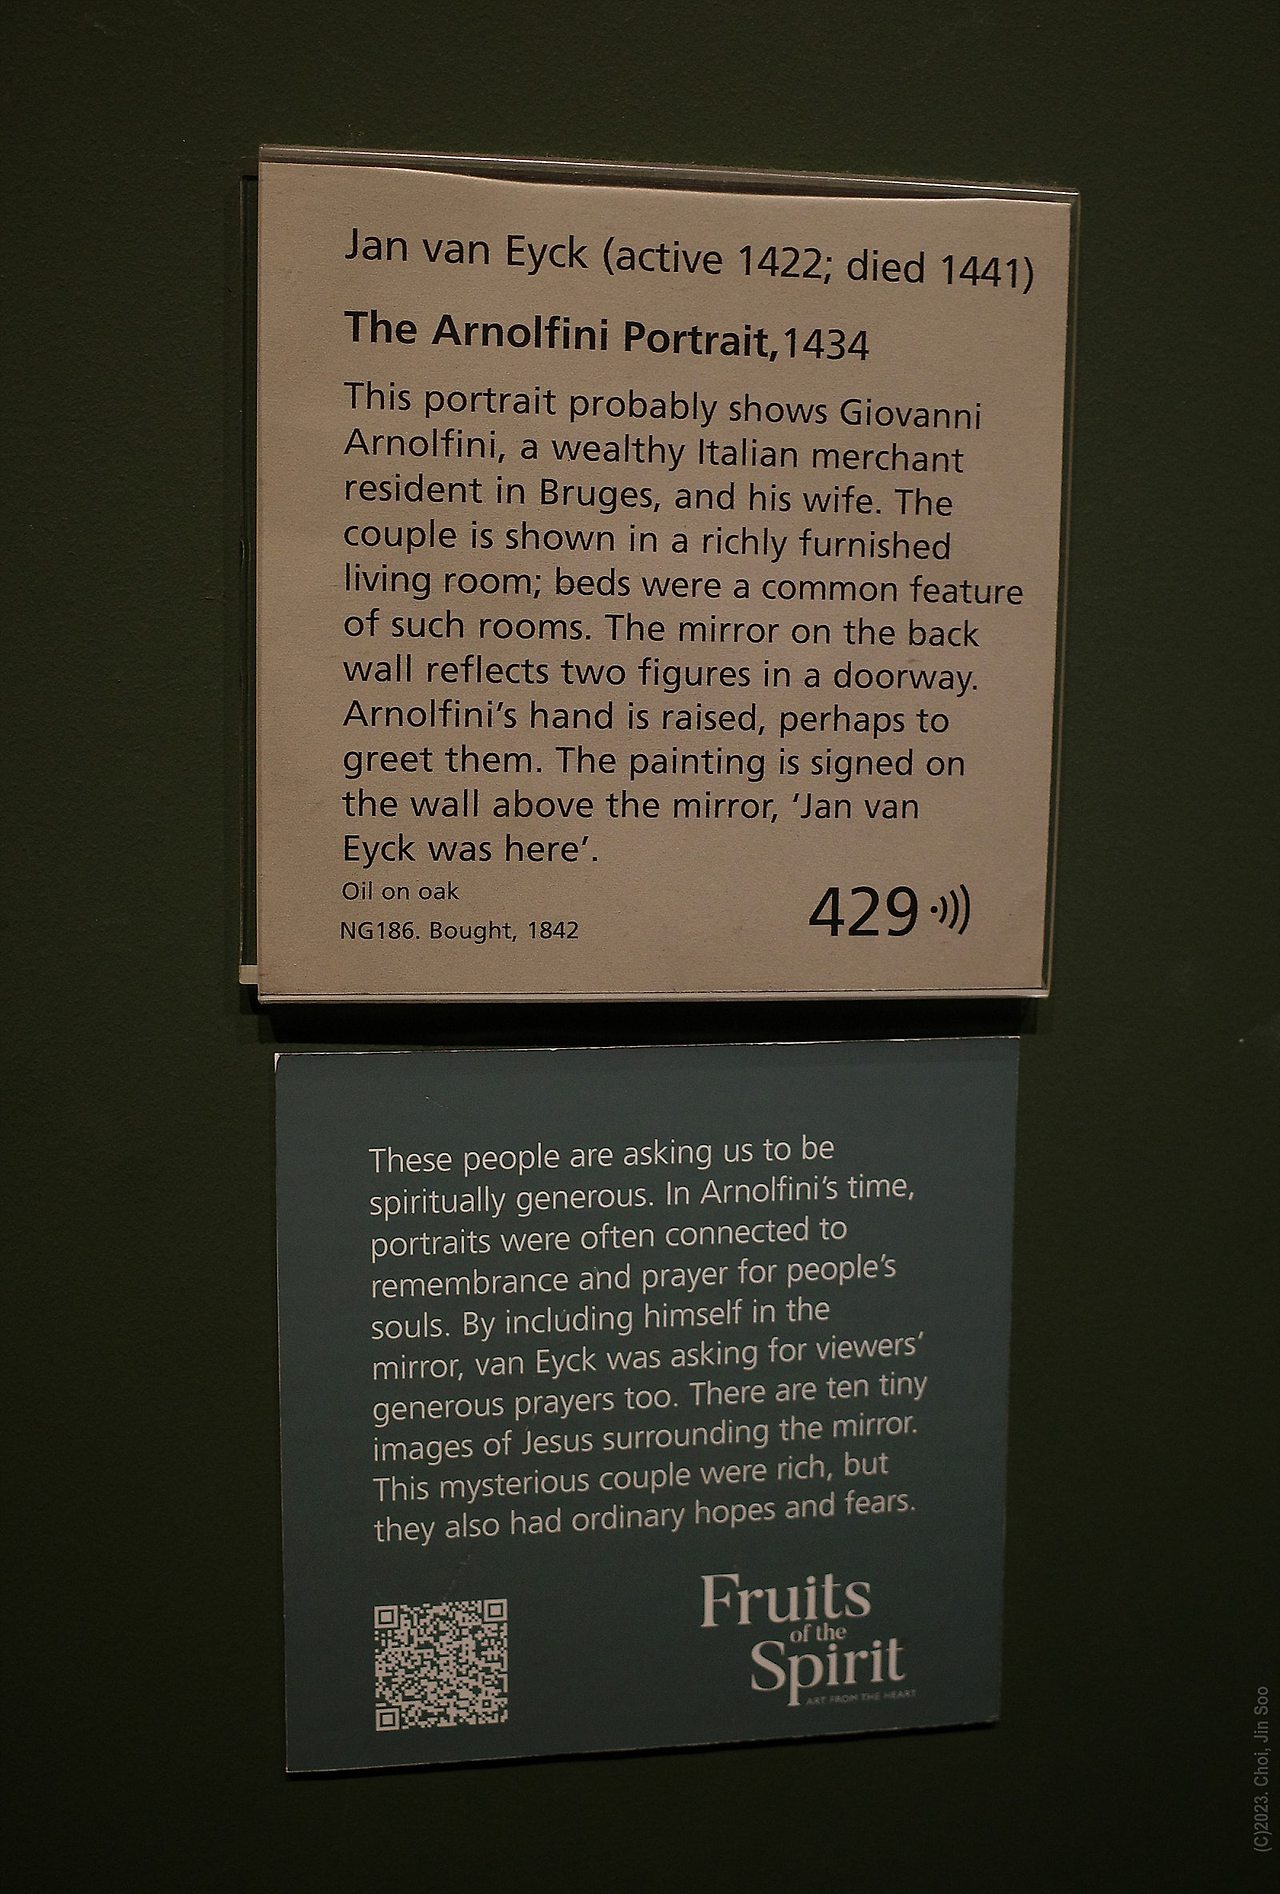 Jan van Eyck (active 1422; died 1441)
The Arnolfini Portrait,1434
This portrait probably shows Giovanni
Arnolfini, a wealthy Italian merchant
resident in Bruges, and his wife. The
couple is shown in a richly furnished
living room; beds were a common feature
of such rooms. The mirror on the back
wall reflects two figures in a doorway.
Arnolfini’s hand is raised, perhaps to
greet them. The painting is signed on
the wall above the mirror, ‘Jan van
Eyck was here’.
Oil on oak
NG186. Bought, 1842
429
These people are asking us to be
spiritually generous. In Arnolfini’s time,
portraits were often connected to
remembrance and prayer for people’s
souls. By including himself in the
mirror, van Eyck was asking for viewers’
generous prayers too. There are ten tiny
images of Jesus surrounding the mirror.
This mysterious couple were rich, but
they also had ordinary hopes and fears.
Fruits
of the
Spirit
ART FROM THE HEART
(C)2023. Choi, Jin Soo